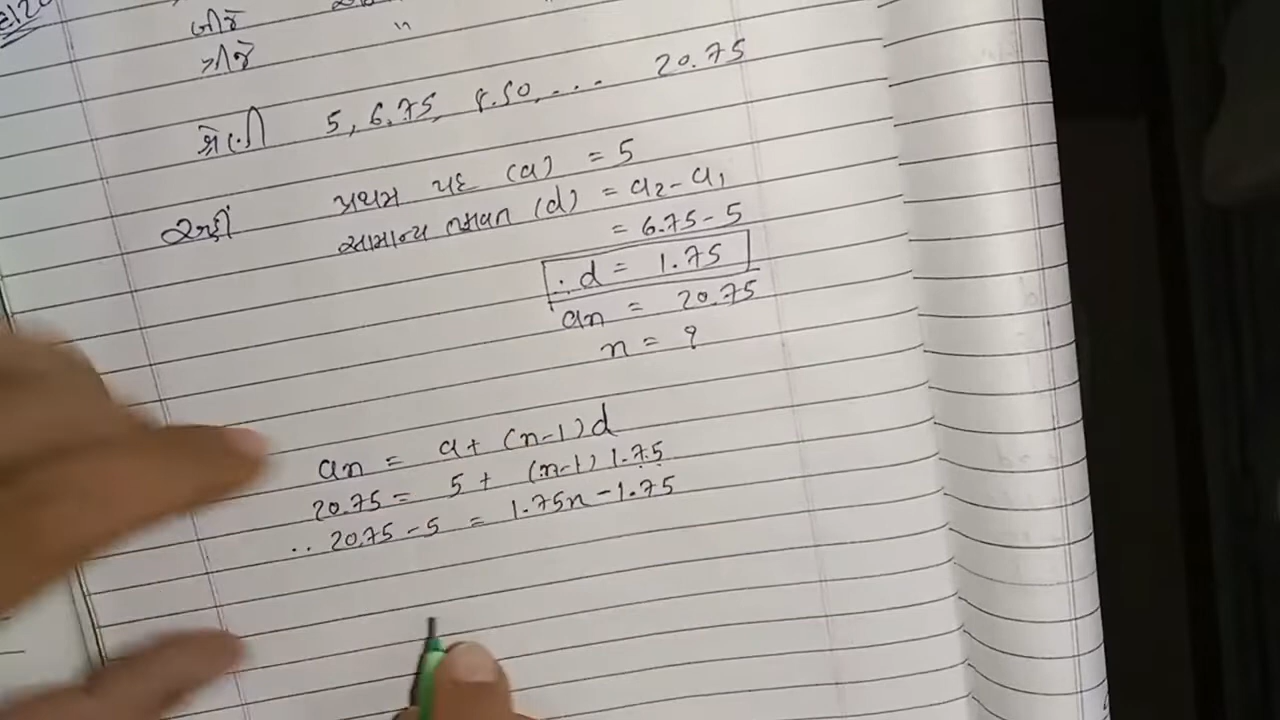 બીજે "
ત્રીજે
શ્રેણી 5, 6.75, 8.50, ... 20.75
અહીં પ્રથમ પદ (a) = 5
સામાન્ય તફાવત (d) = a₂ - a₁
= 6.75 - 5
∴ d = 1.75
an = 20.75
n = ?
an = a + (n-1)d
20.75 = 5 + (n-1) 1.75
∴ 20.75 - 5 = 1.75n - 1.75